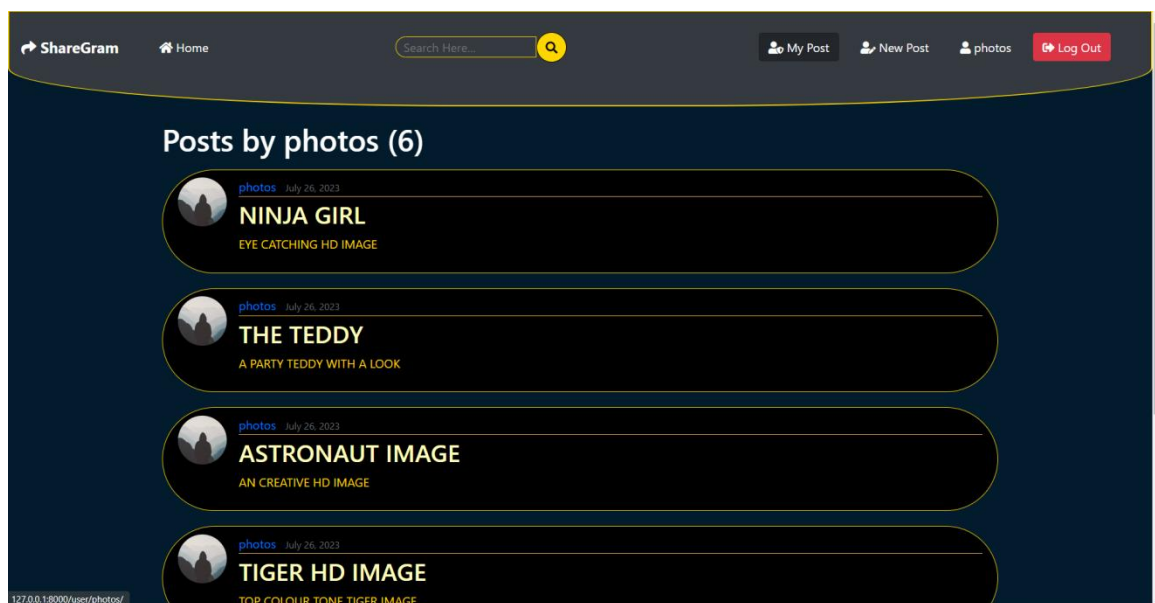 ShareGram Home Search Here... My Post New Post photos Log Out
Posts by photos (6)
photos July 26, 2023
NINJA GIRL
EYE CATCHING HD IMAGE
photos July 26, 2023
THE TEDDY
A PARTY TEDDY WITH A LOOK
photos July 26, 2023
ASTRONAUT IMAGE
AN CREATIVE HD IMAGE
photos July 26, 2023
TIGER HD IMAGE
TOP COLOUR TONE TIGER IMAGE
127.0.0.1:8000/user/photos/